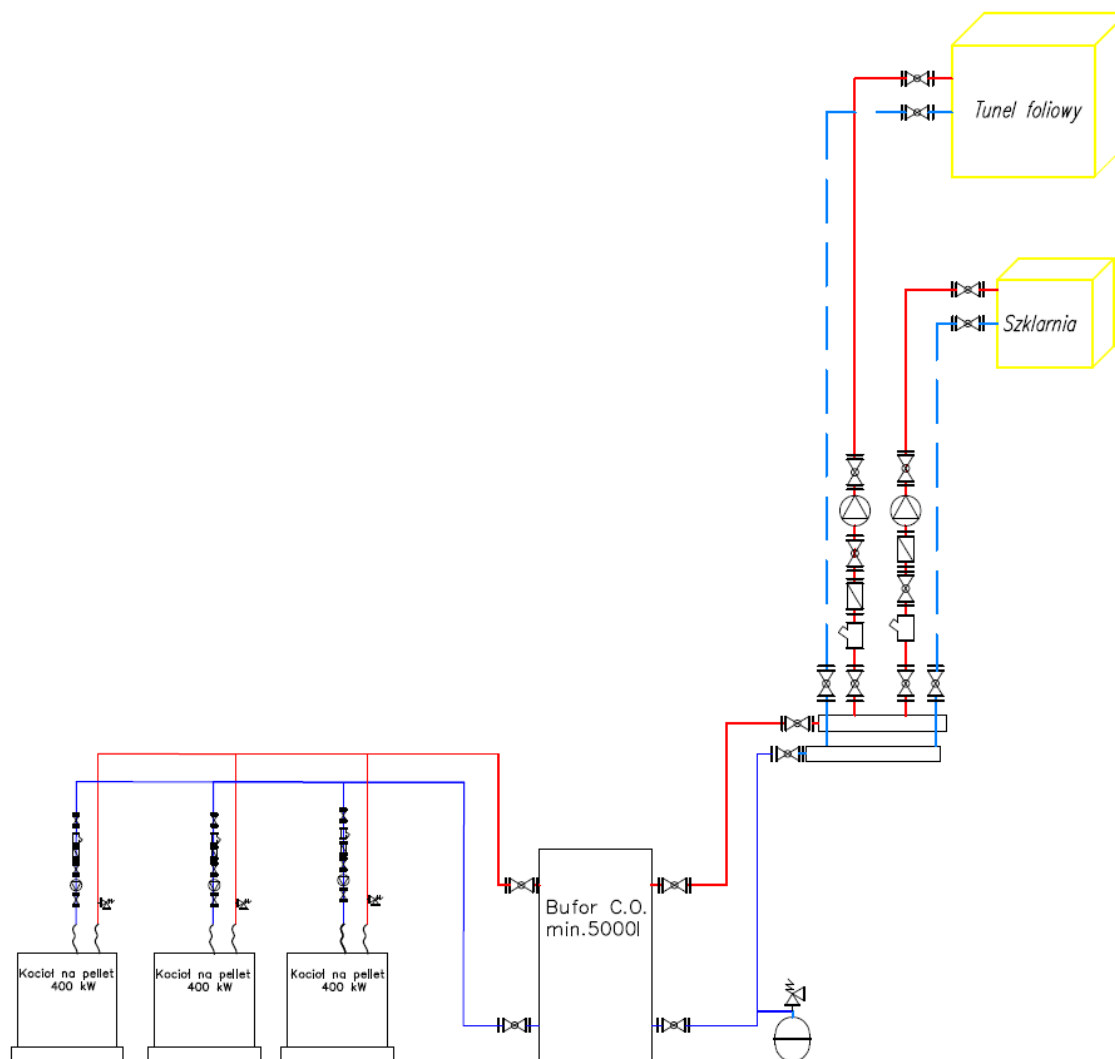 Tunel foliowy
Szklarnia
Bufor C.O.
min.5000l
Kocioł na pellet
400 kW
Kocioł na pellet
400 kW
Kocioł na pellet
400 kW